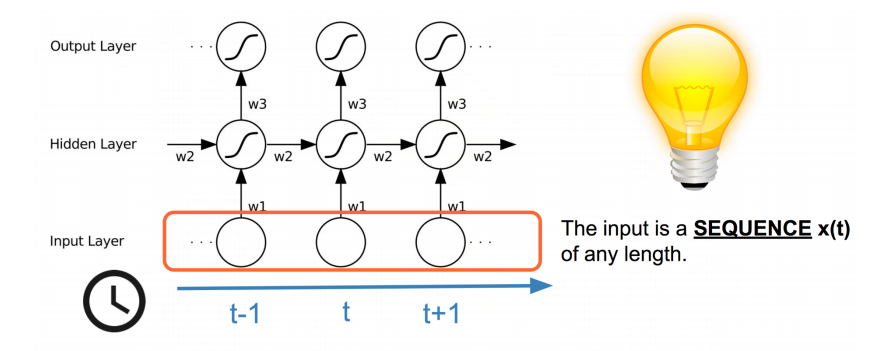 Output Layer
· · ·
· · ·
w3
w3
w3
Hidden Layer
w2
w2
w2
w2
w1
w1
w1
Input Layer
· · ·
· · ·
The input is a SEQUENCE x(t)
of any length.
t-1
t
t+1